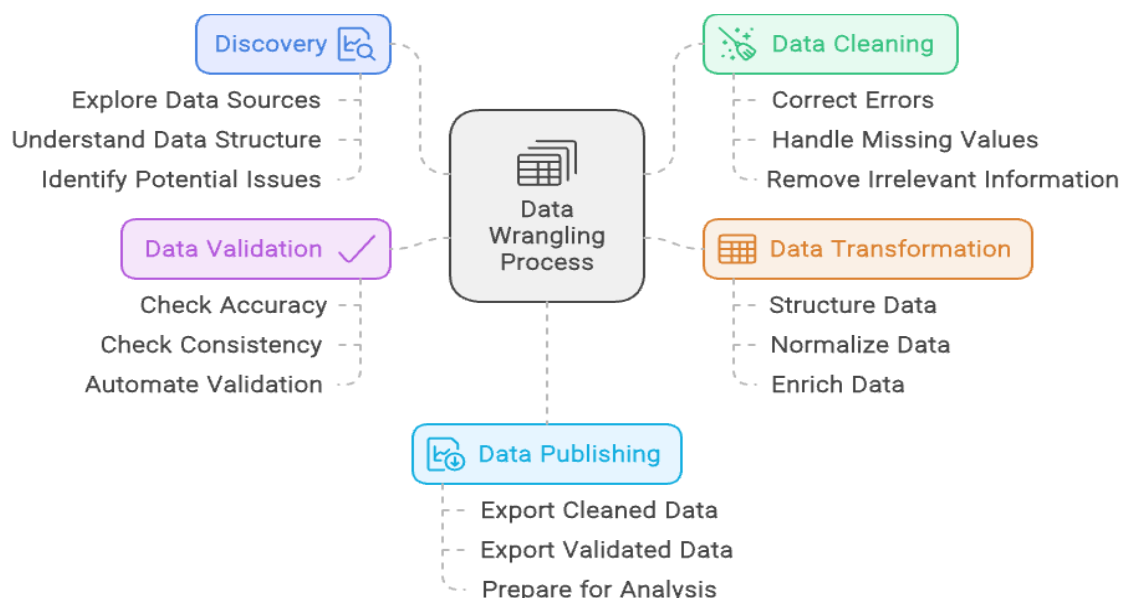 Discovery
Explore Data Sources
Understand Data Structure
Identify Potential Issues
Data Cleaning
Correct Errors
Handle Missing Values
Remove Irrelevant Information
Data
Wrangling
Process
Data Validation
Check Accuracy
Check Consistency
Automate Validation
Data Transformation
Structure Data
Normalize Data
Enrich Data
Data Publishing
Export Cleaned Data
Export Validated Data
Prepare for Analysis